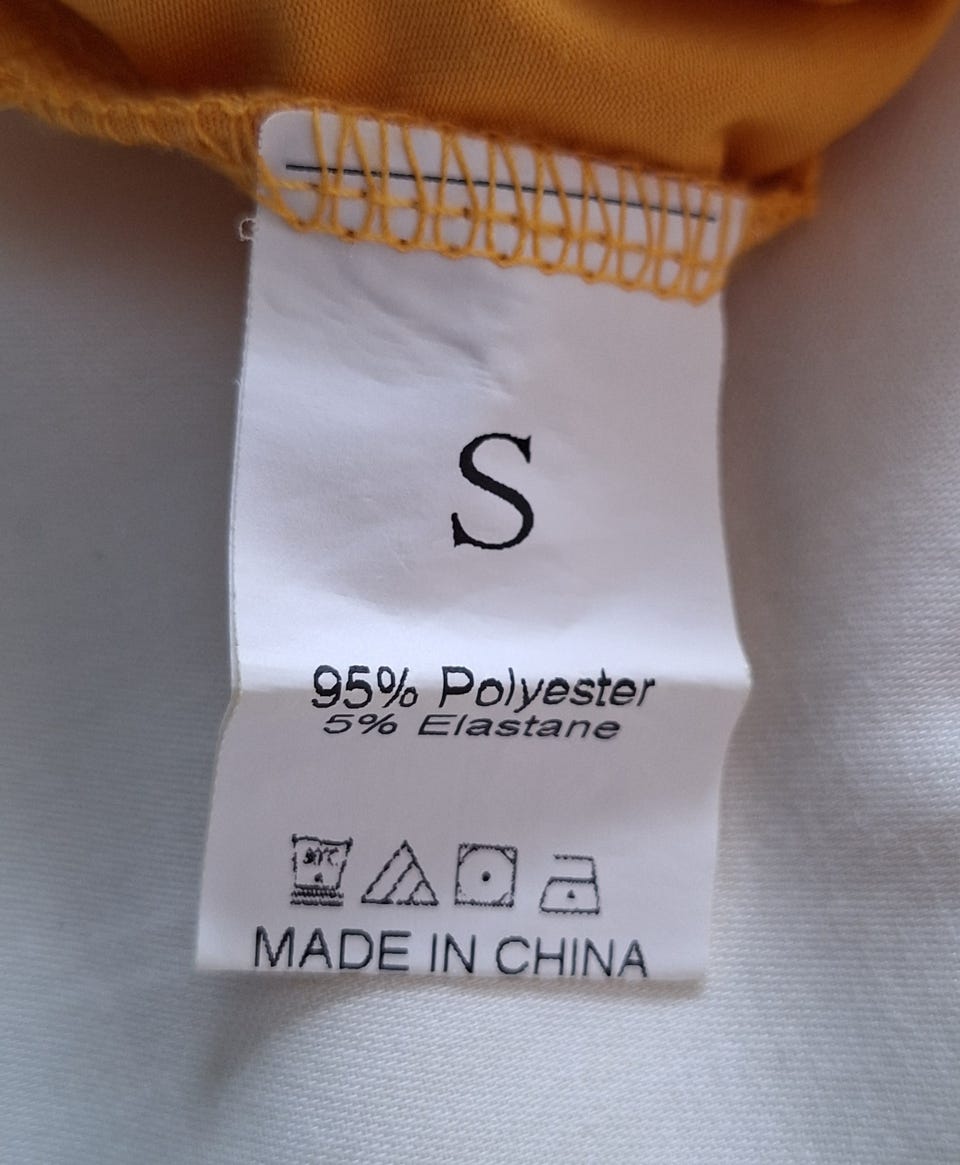 S
95% Polyester
5% Elastane
MADE IN CHINA